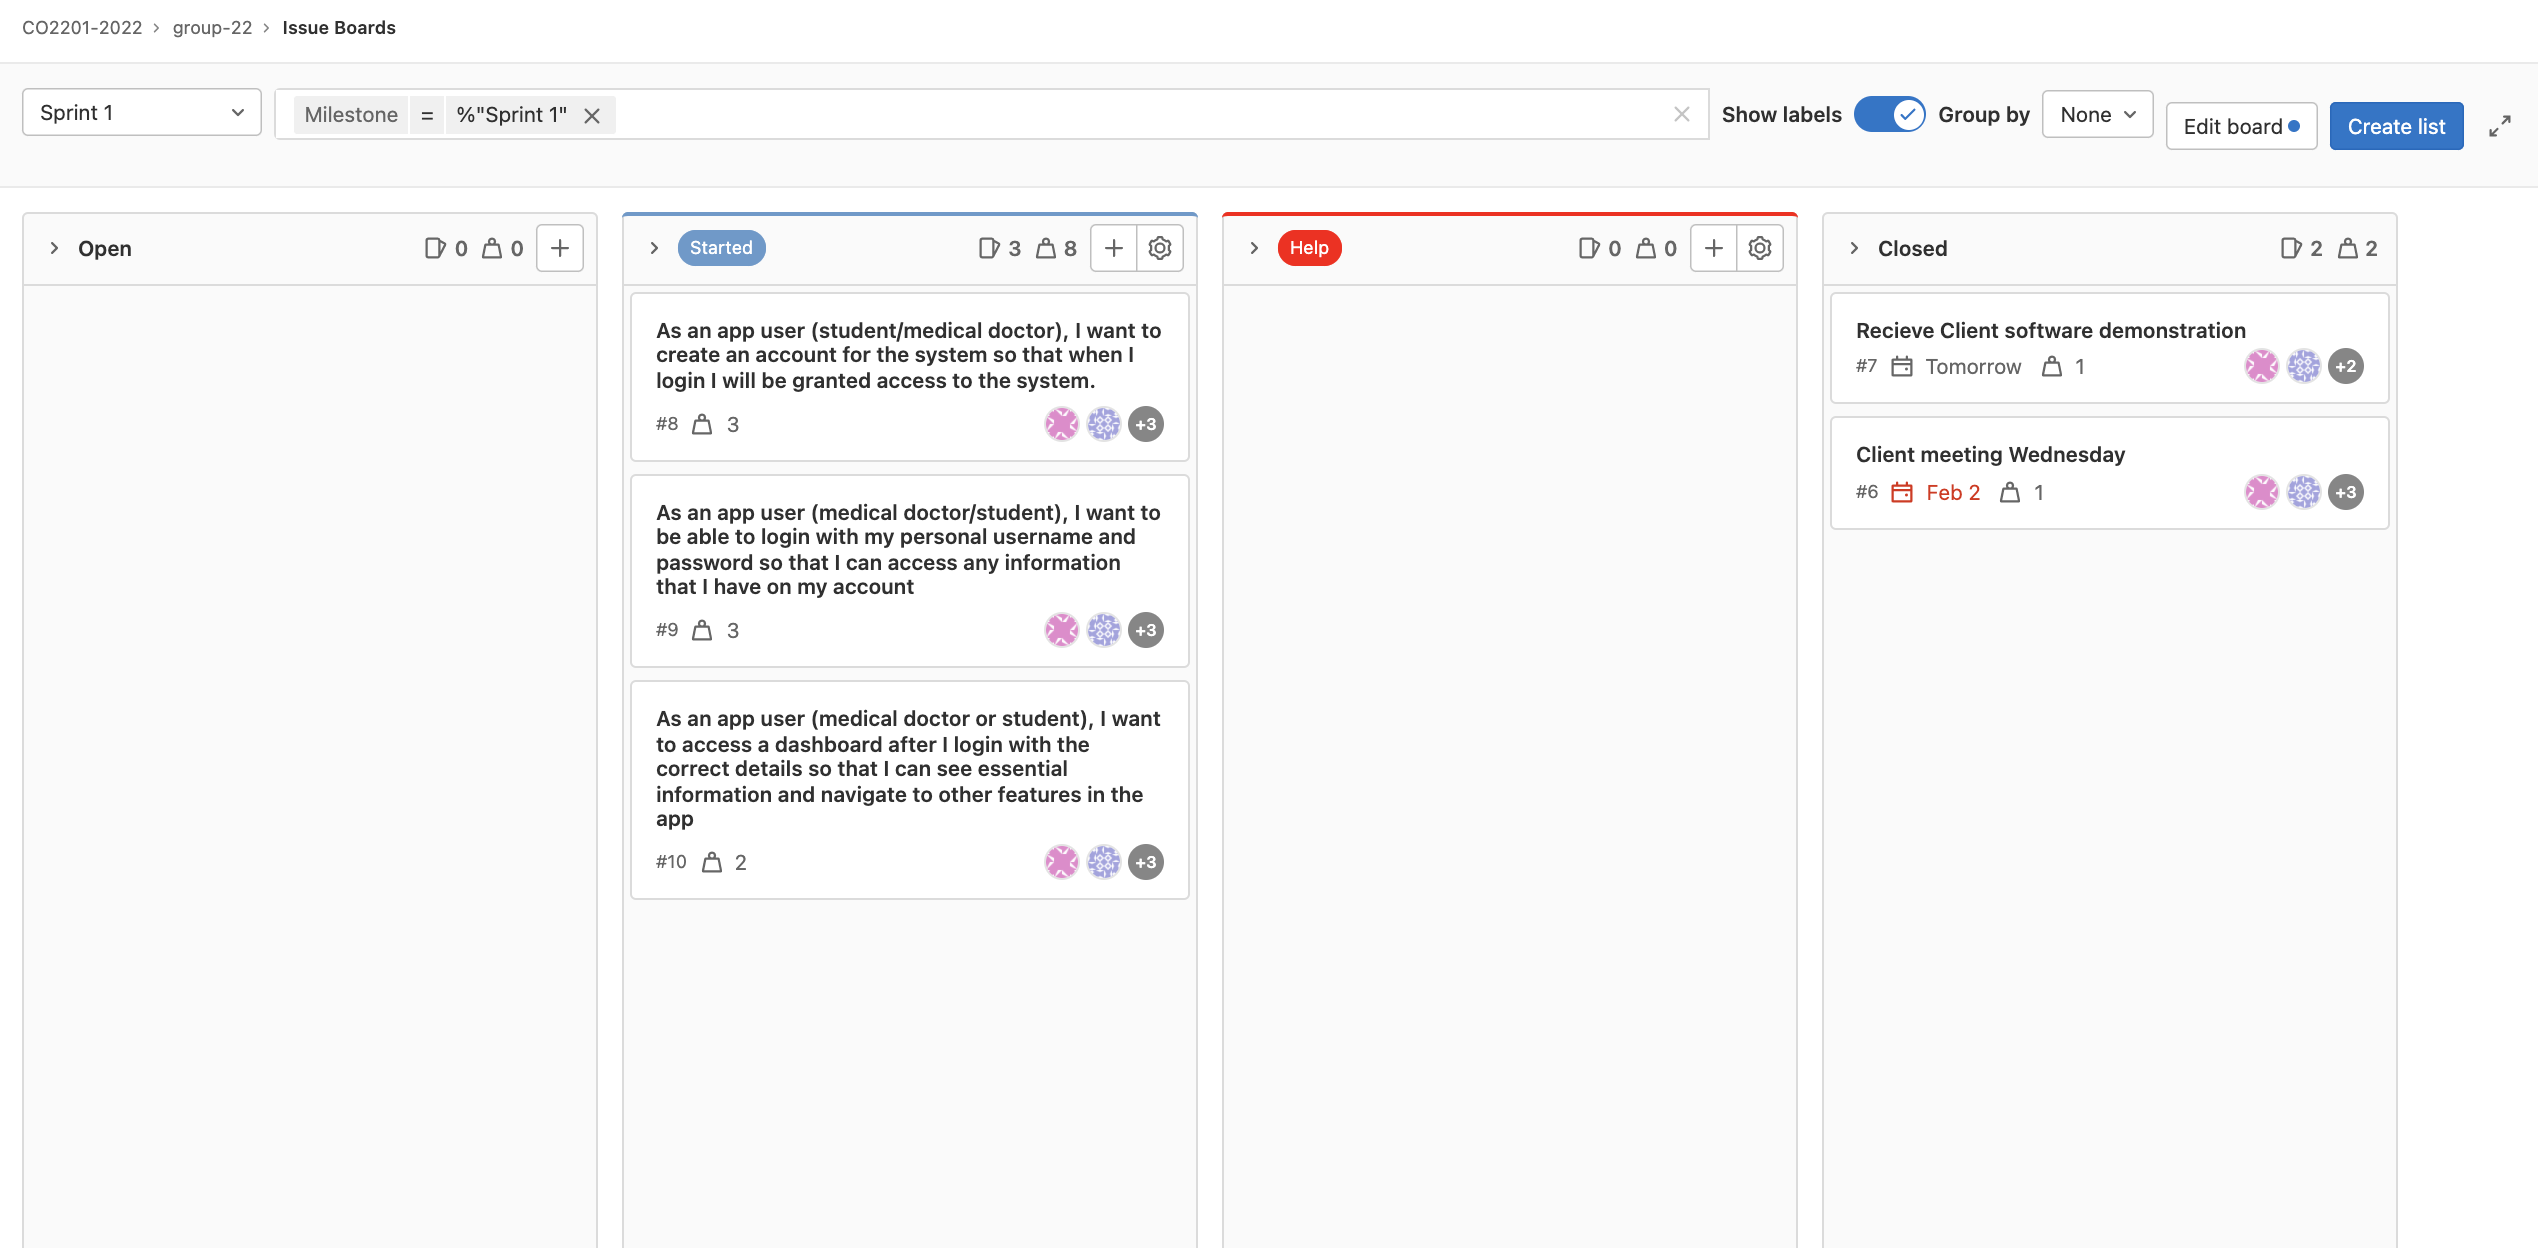 CO2201-2022 › group-22 › Issue Boards
Sprint 1
Milestone = %"Sprint 1"
Show labels
Group by
None
Edit board
Create list
Open 0 0
Started 3 8
As an app user (student/medical doctor), I want to
create an account for the system so that when I
login I will be granted access to the system.
#8 3 +3
As an app user (medical doctor/student), I want to
be able to login with my personal username and
password so that I can access any information
that I have on my account
#9 3 +3
As an app user (medical doctor or student), I want
to access a dashboard after I login with the
correct details so that I can see essential
information and navigate to other features in the
app
#10 2 +3
Help 0 0
Closed 2 2
Recieve Client software demonstration
#7 Tomorrow 1 +2
Client meeting Wednesday
#6 Feb 2 1 +3